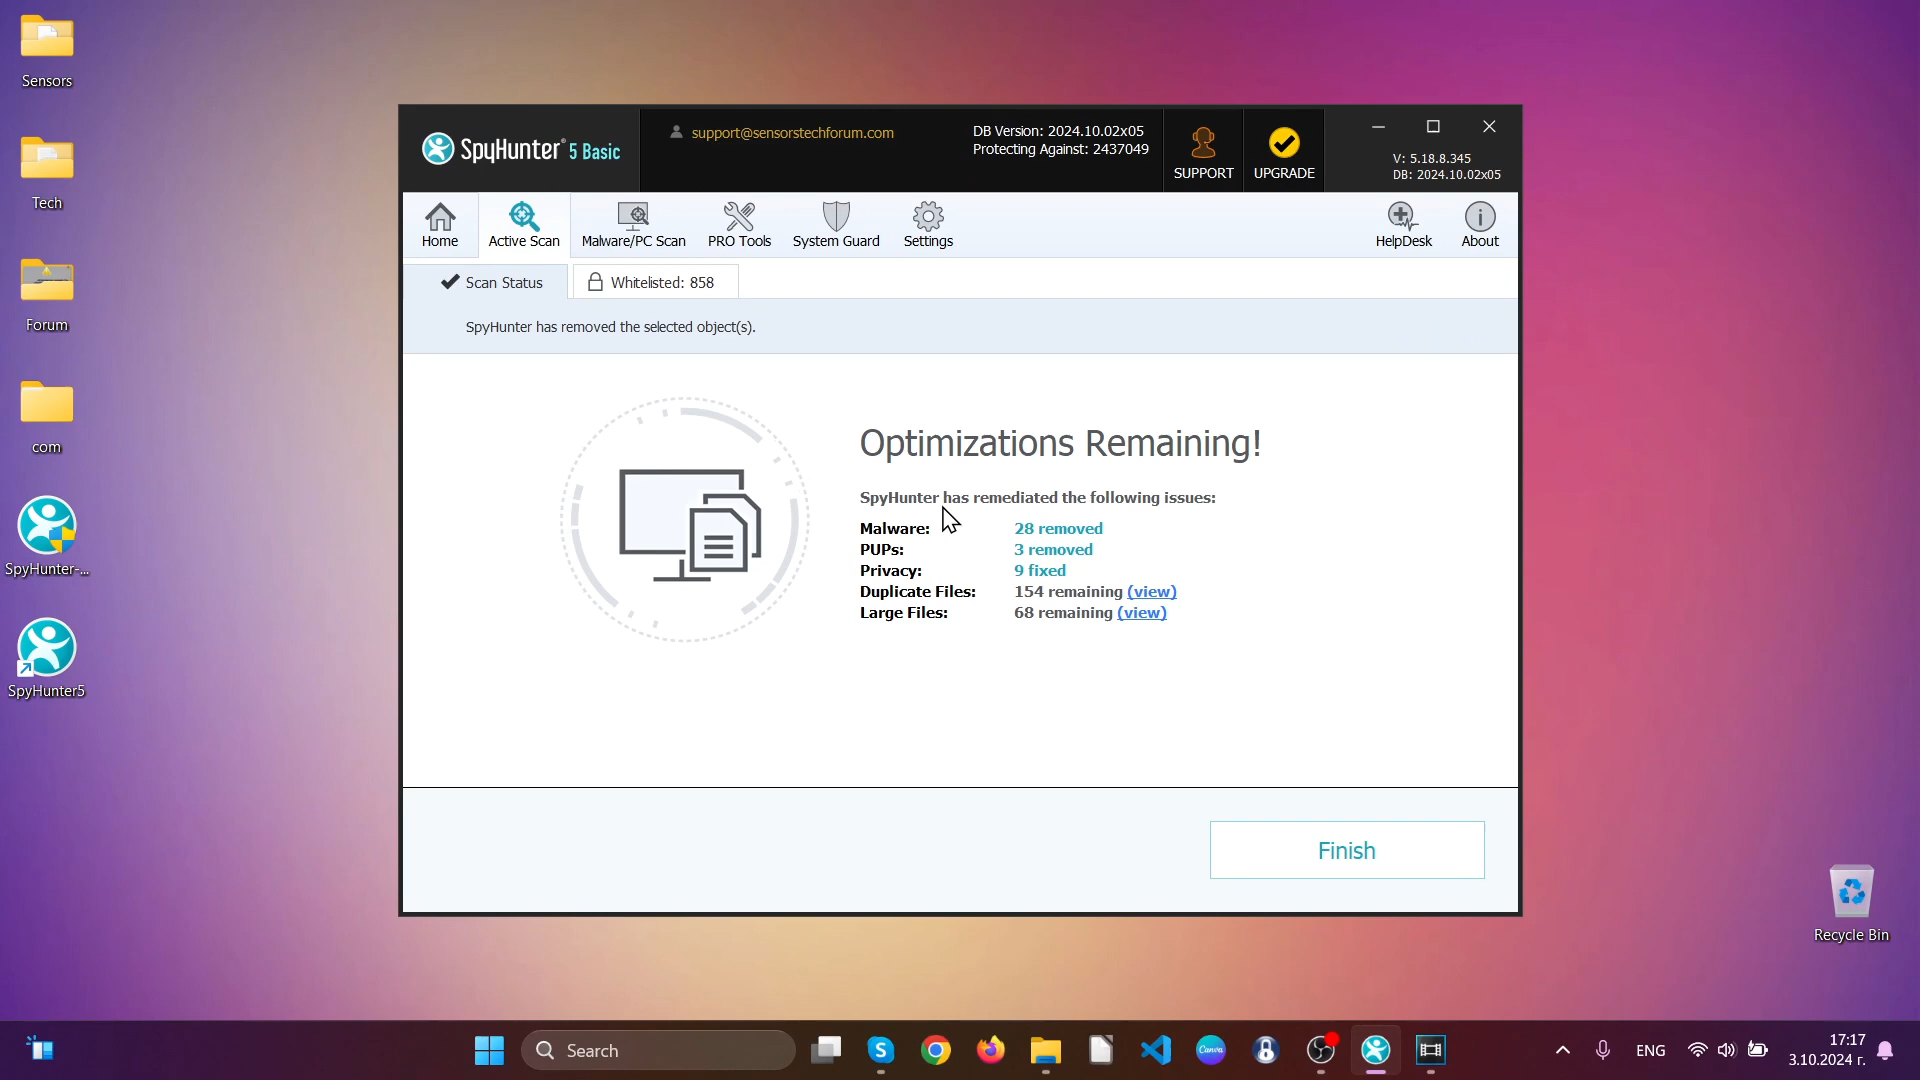 Sensors
Tech
Forum
com
SpyHunter-...
SpyHunter5
SpyHunter® 5 Basic
support@sensorstechforum.com
DB Version: 2024.10.02x05
Protecting Against: 2437049
SUPPORT
UPGRADE
V: 5.18.8.345
DB: 2024.10.02x05
Home
Active Scan
Malware/PC Scan
PRO Tools
System Guard
Settings
HelpDesk
About
Scan Status
Whitelisted: 858
SpyHunter has removed the selected object(s).
Optimizations Remaining!
SpyHunter has remediated the following issues:
Malware: 28 removed
PUPs: 3 removed
Privacy: 9 fixed
Duplicate Files: 154 remaining (view)
Large Files: 68 remaining (view)
Finish
Recycle Bin
Search
Canva
ENG
17:17
3.10.2024 г.